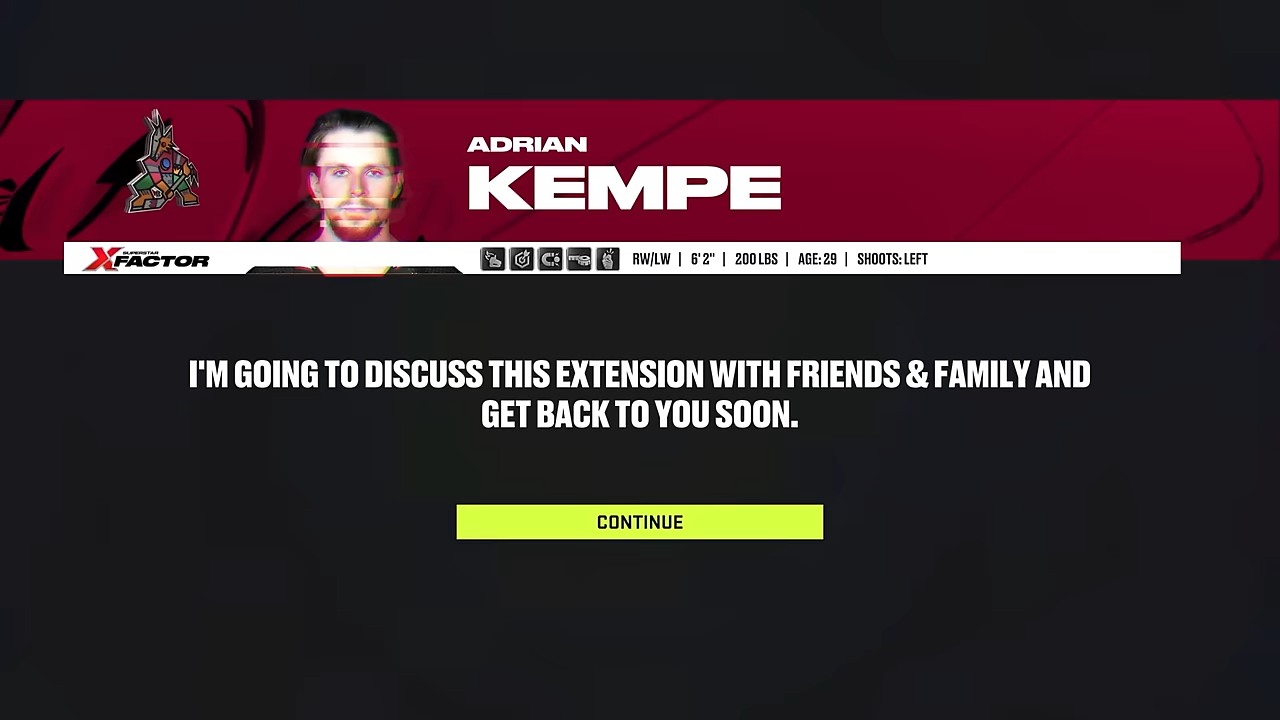 ADRIAN
KEMPE
SUPERSTAR
XFACTOR
RW/LW | 6' 2" | 200 LBS | AGE: 29 | SHOOTS: LEFT
I'M GOING TO DISCUSS THIS EXTENSION WITH FRIENDS & FAMILY AND
GET BACK TO YOU SOON.
CONTINUE